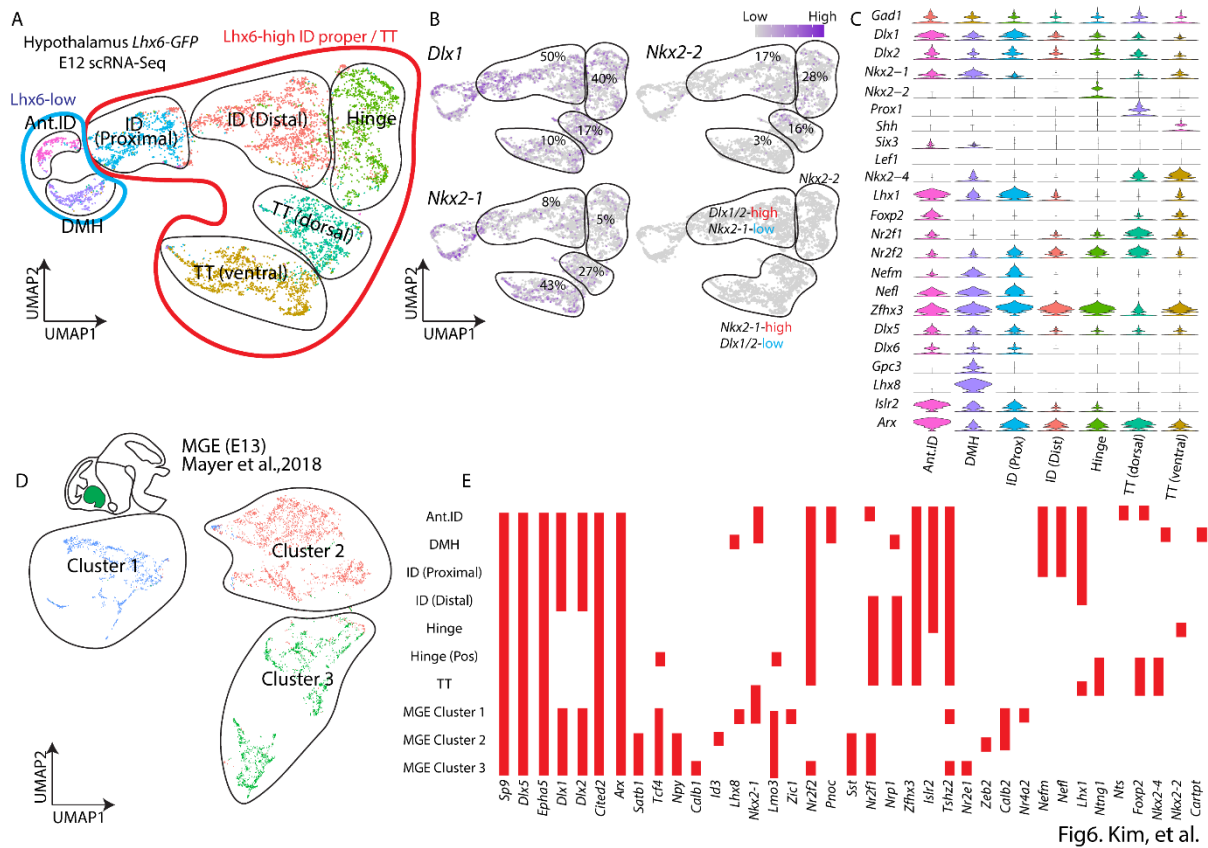 A
Hypothalamus Lhx6-GFP
E12 scRNA-Seq
Lhx6-high ID proper / TT
Lhx6-low
Ant.ID
ID
(Proximal)
ID (Distal)
Hinge
DMH
TT (dorsal)
TT (ventral)
UMAP2
UMAP1
B
Low
High
Dlx1
50%
40%
17%
10%
Nkx2-2
17%
28%
16%
3%
Nkx2-1
8%
5%
27%
43%
Nkx2-2
Dlx1/2-high
Nkx2-1-low
Nkx2-1-high
Dlx1/2-low
UMAP2
UMAP1
C
Gad1
Dlx1
Dlx2
Nkx2-1
Nkx2-2
Prox1
Shh
Six3
Lef1
Nkx2-4
Lhx1
Foxp2
Nr2f1
Nr2f2
Nefm
Nefl
Zfhx3
Dlx5
Dlx6
Gpc3
Lhx8
Islr2
Arx
Ant.ID
DMH
ID (Prox)
ID (Dist)
Hinge
TT (dorsal)
TT (ventral)
D
MGE (E13)
Mayer et al.,2018
Cluster 1
Cluster 2
Cluster 3
UMAP2
UMAP1
E
Ant.ID
DMH
ID (Proximal)
ID (Distal)
Hinge
Hinge (Pos)
TT
MGE Cluster 1
MGE Cluster 2
MGE Cluster 3
Sp9
Dlx5
Epha5
Dlx1
Dlx2
Cited2
Arx
Satb1
Tcf4
Npy
Calb1
Id3
Lhx8
Nkx2-1
Lmo3
Zic1
Nr2f2
Pnoc
Sst
Nr2f1
Nrp1
Zfhx3
Islr2
Tshz2
Nr2e1
Zeb2
Calb2
Nr4a2
Nefm
Nefl
Lhx1
Ntng1
Nts
Foxp2
Nkx2-4
Nkx2-2
Cartpt
Fig6. Kim, et al.